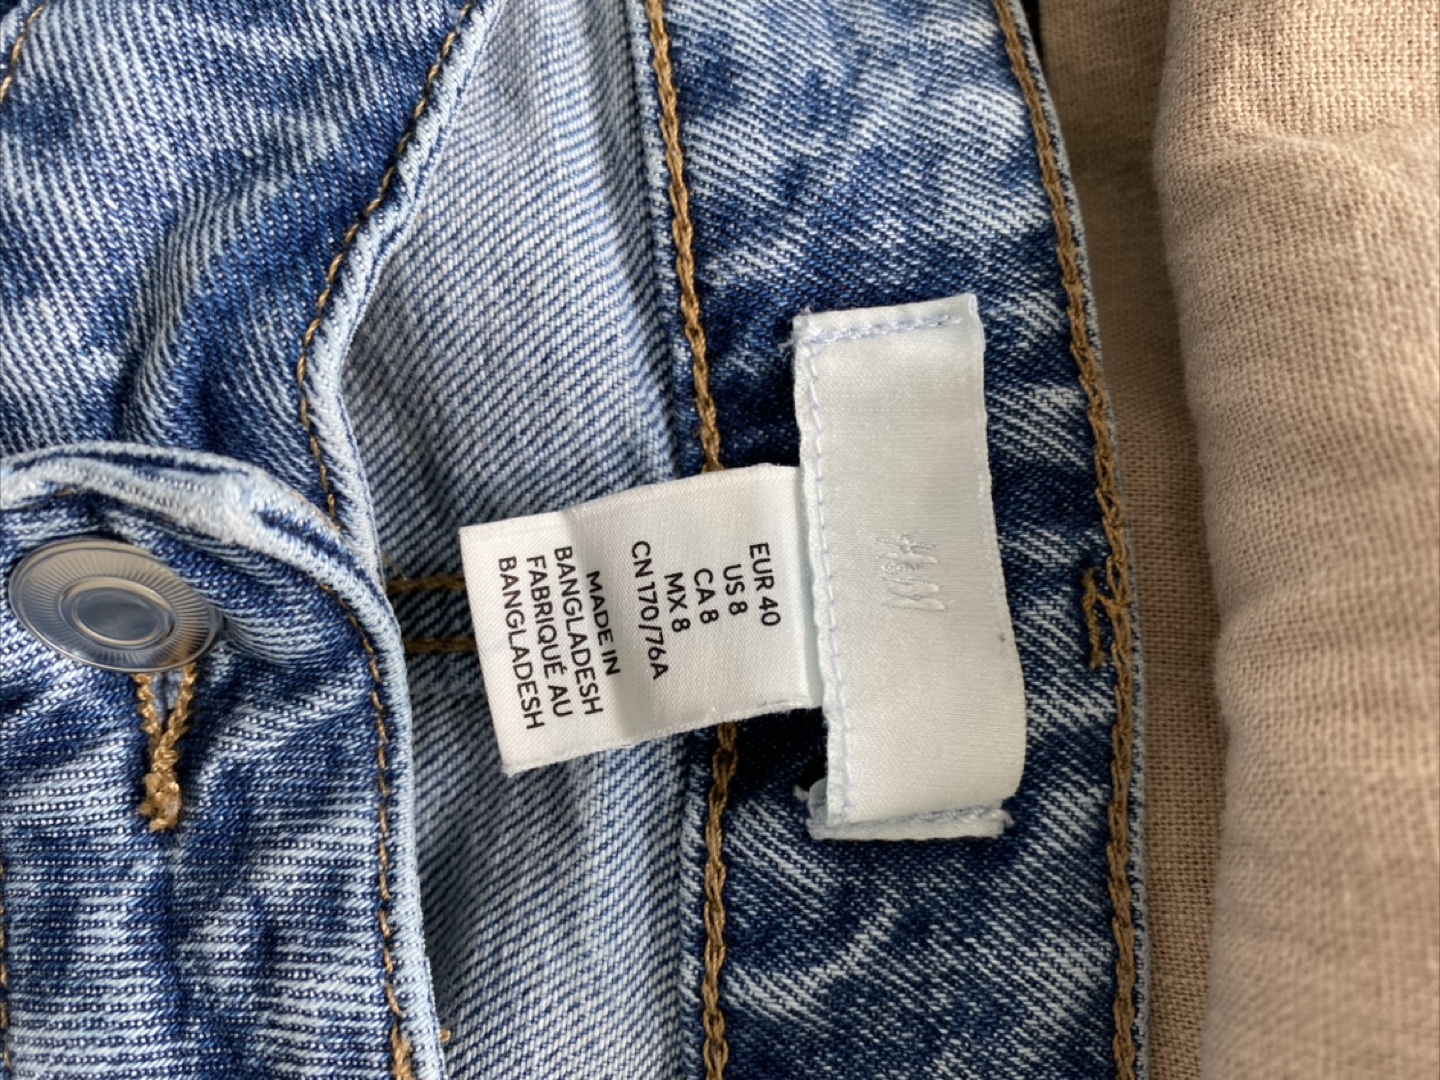 H&M
EUR 40
US 8
CA 8
MX 8
CN 170/76A
MADE IN
BANGLADESH
FABRIQUÉ AU
BANGLADESH